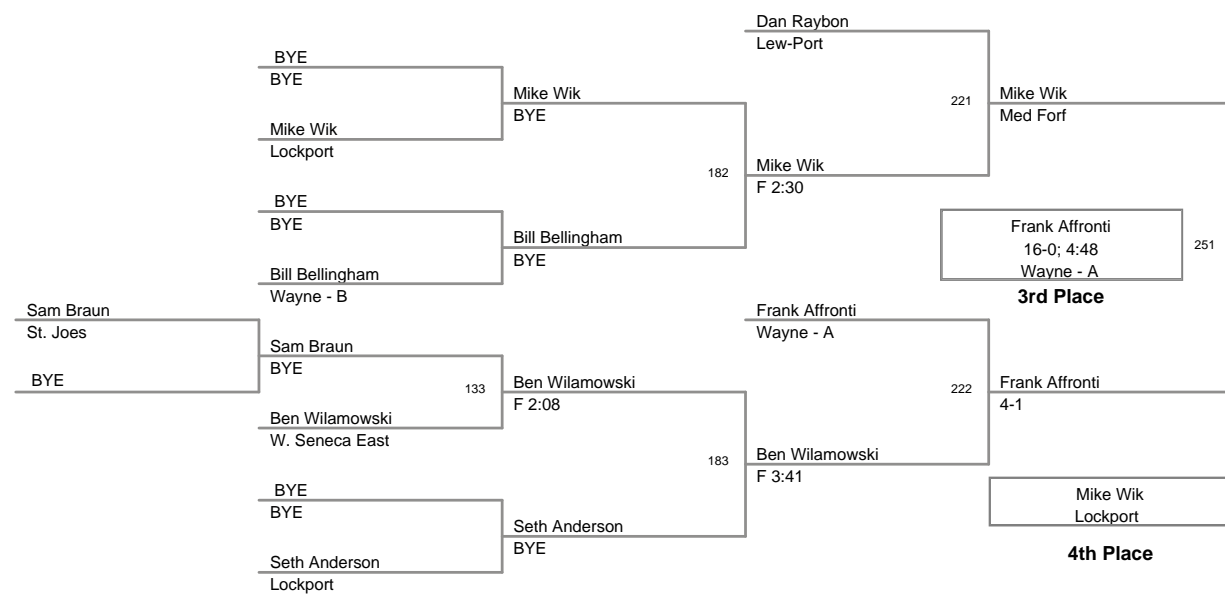 Dan Raybon
Lew-Port
BYE
BYE
Mike Wik
BYE
221
Mike Wik
Med Forf
Mike Wik
Lockport
182
Mike Wik
F 2:30
BYE
BYE
Bill Bellingham
BYE
Frank Affronti
16-0; 4:48
Wayne - A
251
3rd Place
Bill Bellingham
Wayne - B
Sam Braun
St. Joes
Frank Affronti
Wayne - A
Sam Braun
BYE
BYE
133
Ben Wilamowski
F 2:08
222
Frank Affronti
4-1
Ben Wilamowski
W. Seneca East
183
Ben Wilamowski
F 3:41
BYE
BYE
Mike Wik
Lockport
Seth Anderson
BYE
4th Place
Seth Anderson
Lockport